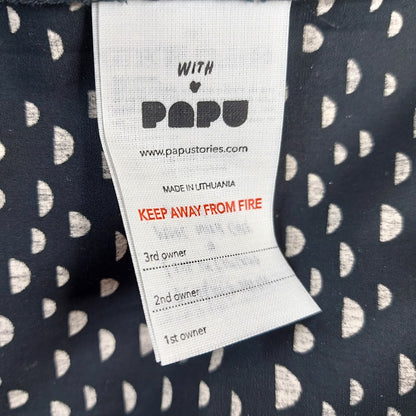 WITH
PAPU
www.papustories.com
MADE IN LITHUANIA
KEEP AWAY FROM FIRE
3rd owner
2nd owner
1st owner